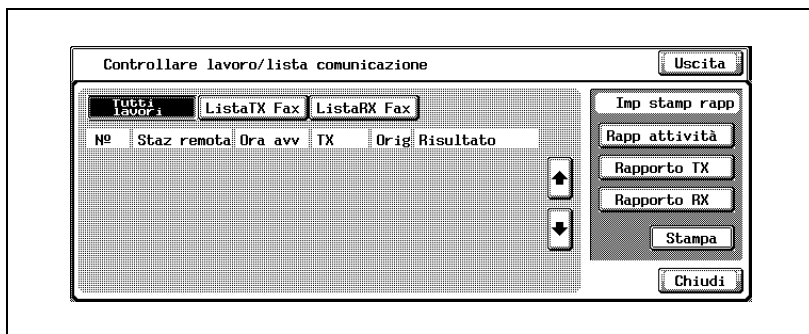 Controllare lavoro/lista comunicazione
Uscita
Tutti
lavori
ListaTX Fax
ListaRX Fax
Nº Staz remota Ora avv TX Orig Risultato
Imp stamp rapp
Rapp attività
Rapporto TX
Rapporto RX
Stampa
Chiudi